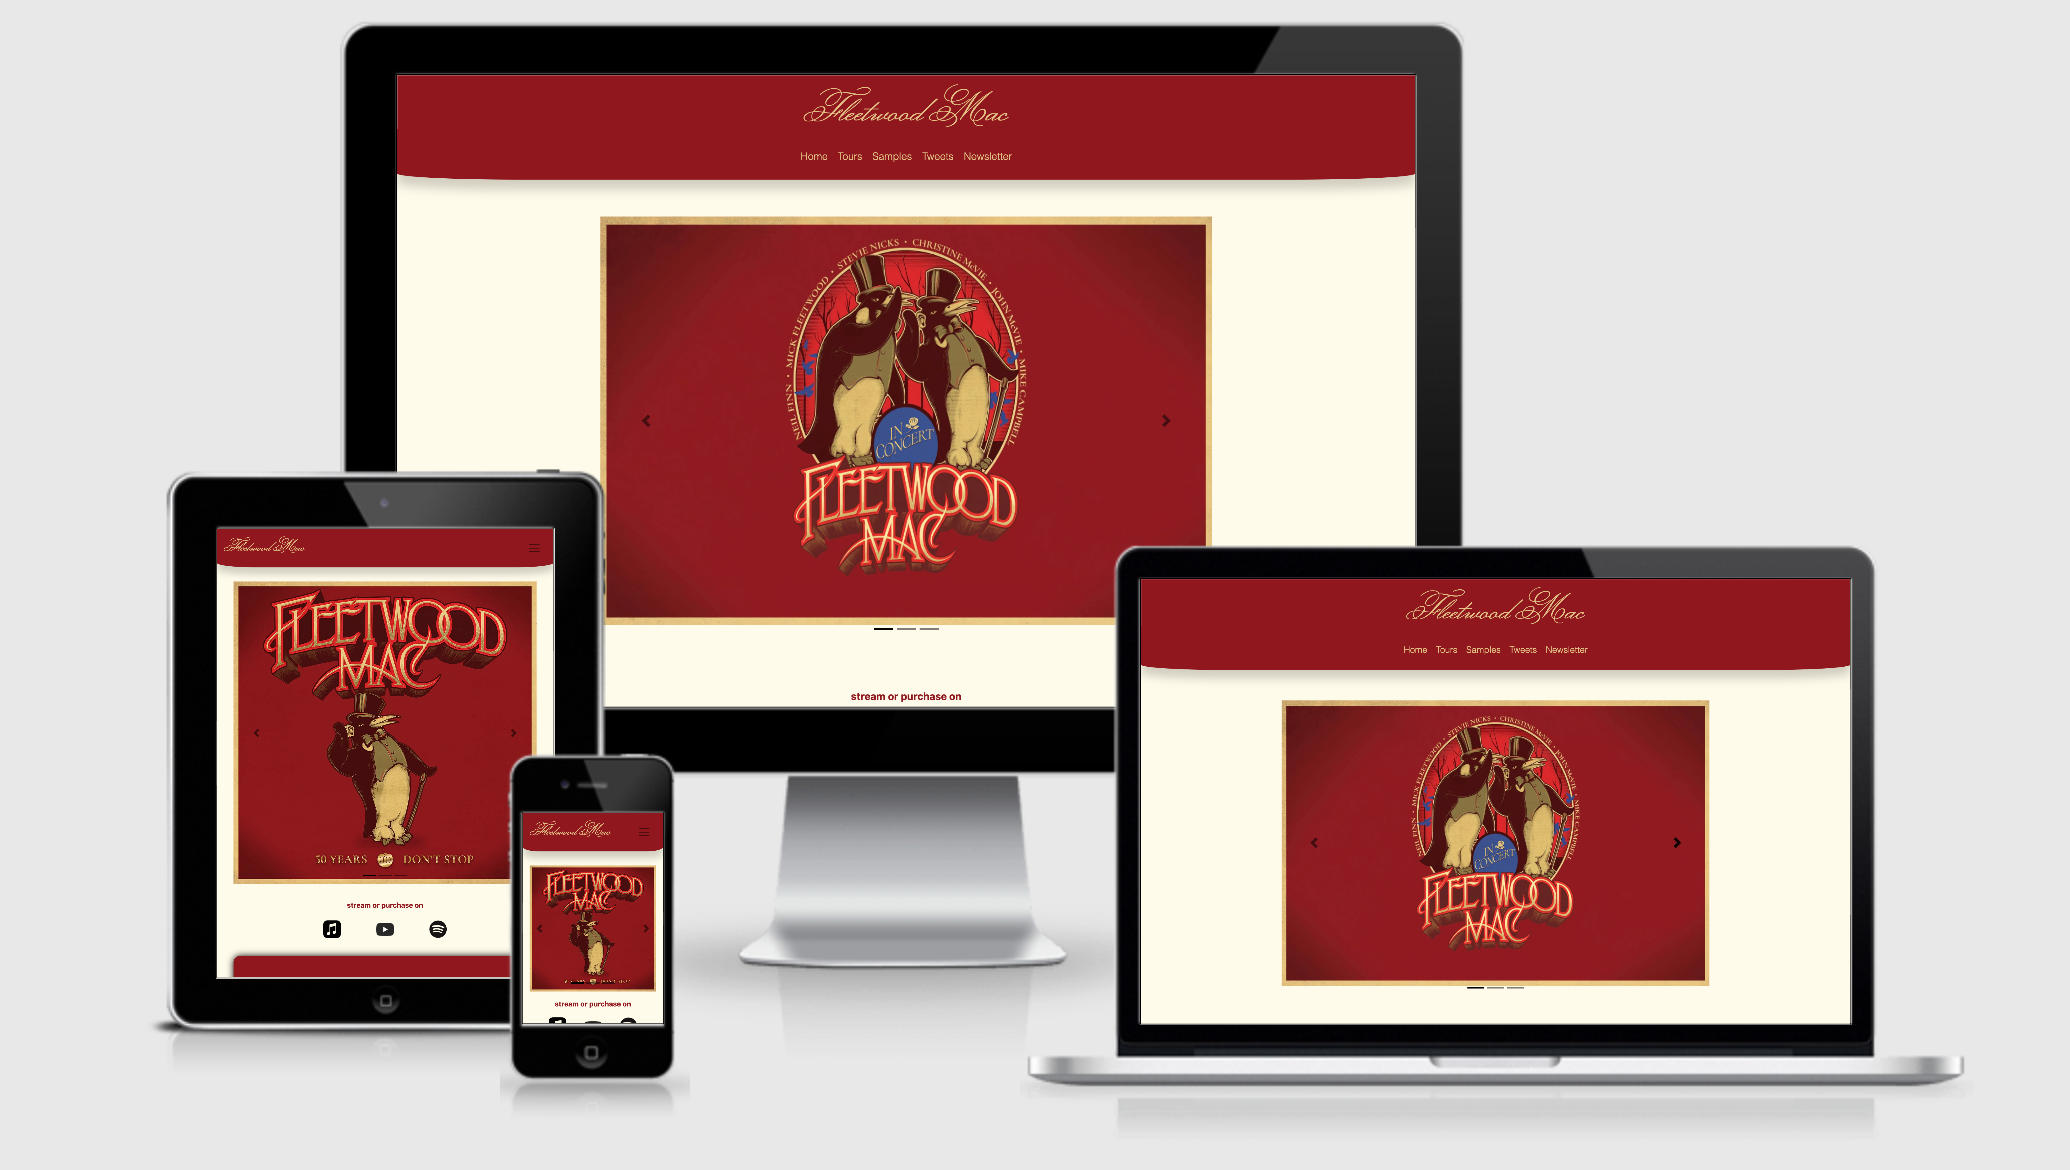 Fleetwood Mac
Home Tours Samples Tweets Newsletter
NEIL FINN • MICK FLEETWOOD • STEVIE NICKS • CHRISTINE McVIE • JOHN McVIE • MIKE CAMPBELL
IN
CONCERT
FLEETWOOD
MAC
stream or purchase on
Fleetwood Mac
FLEETWOOD
MAC
50 YEARS DON'T STOP
stream or purchase on
Fleetwood Mac
FLEETWOOD
MAC
stream or purchase on
Fleetwood Mac
Home Tours Samples Tweets Newsletter
NEIL FINN • MICK FLEETWOOD • STEVIE NICKS • CHRISTINE McVIE • JOHN McVIE • MIKE CAMPBELL
IN
CONCERT
FLEETWOOD
MAC